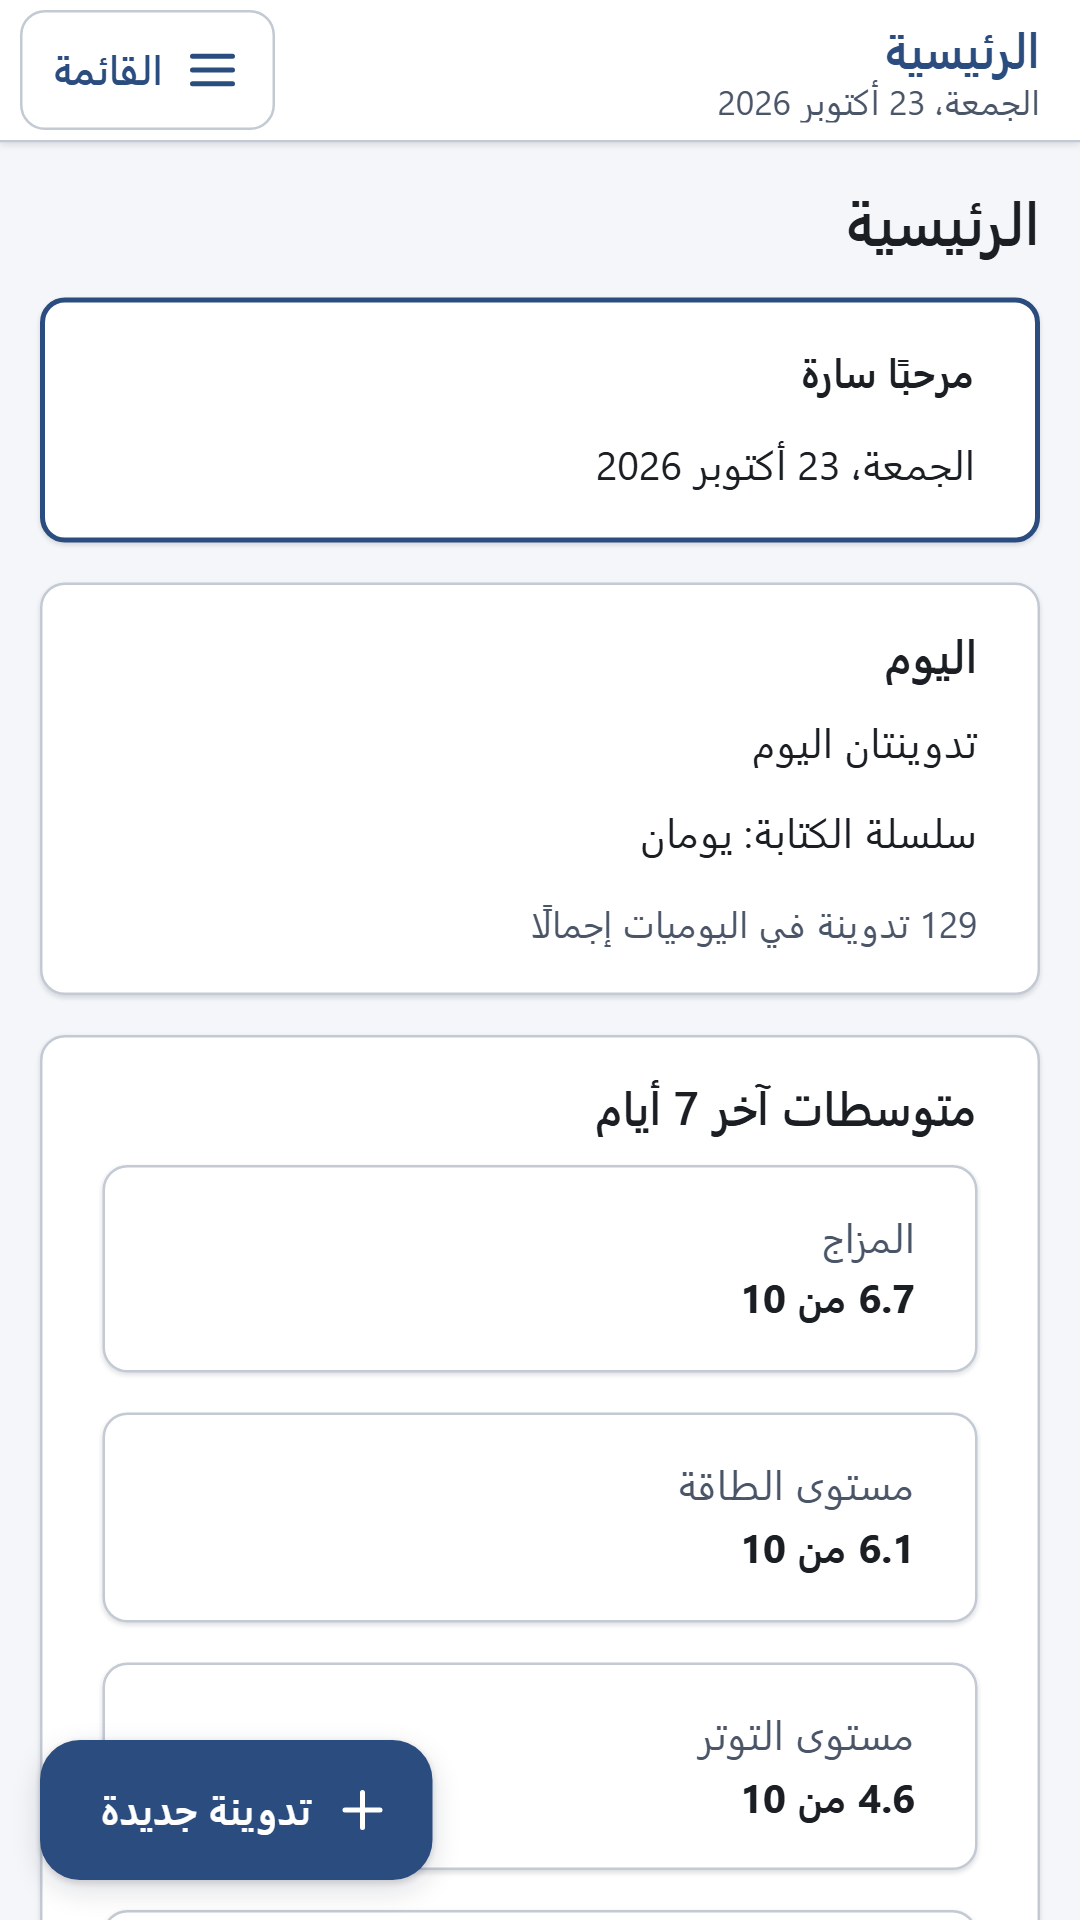 الرئيسية
الجمعة، 23 أكتوبر 2026
القائمة
الرئيسية
مرحبًا سارة
الجمعة، 23 أكتوبر 2026
اليوم
تدوينتان اليوم
سلسلة الكتابة: يومان
129 تدوينة في اليوميات إجمالًا
متوسطات آخر 7 أيام
المزاج
6.7 من 10
مستوى الطاقة
6.1 من 10
مستوى التوتر
4.6 من 10
تدوينة جديدة